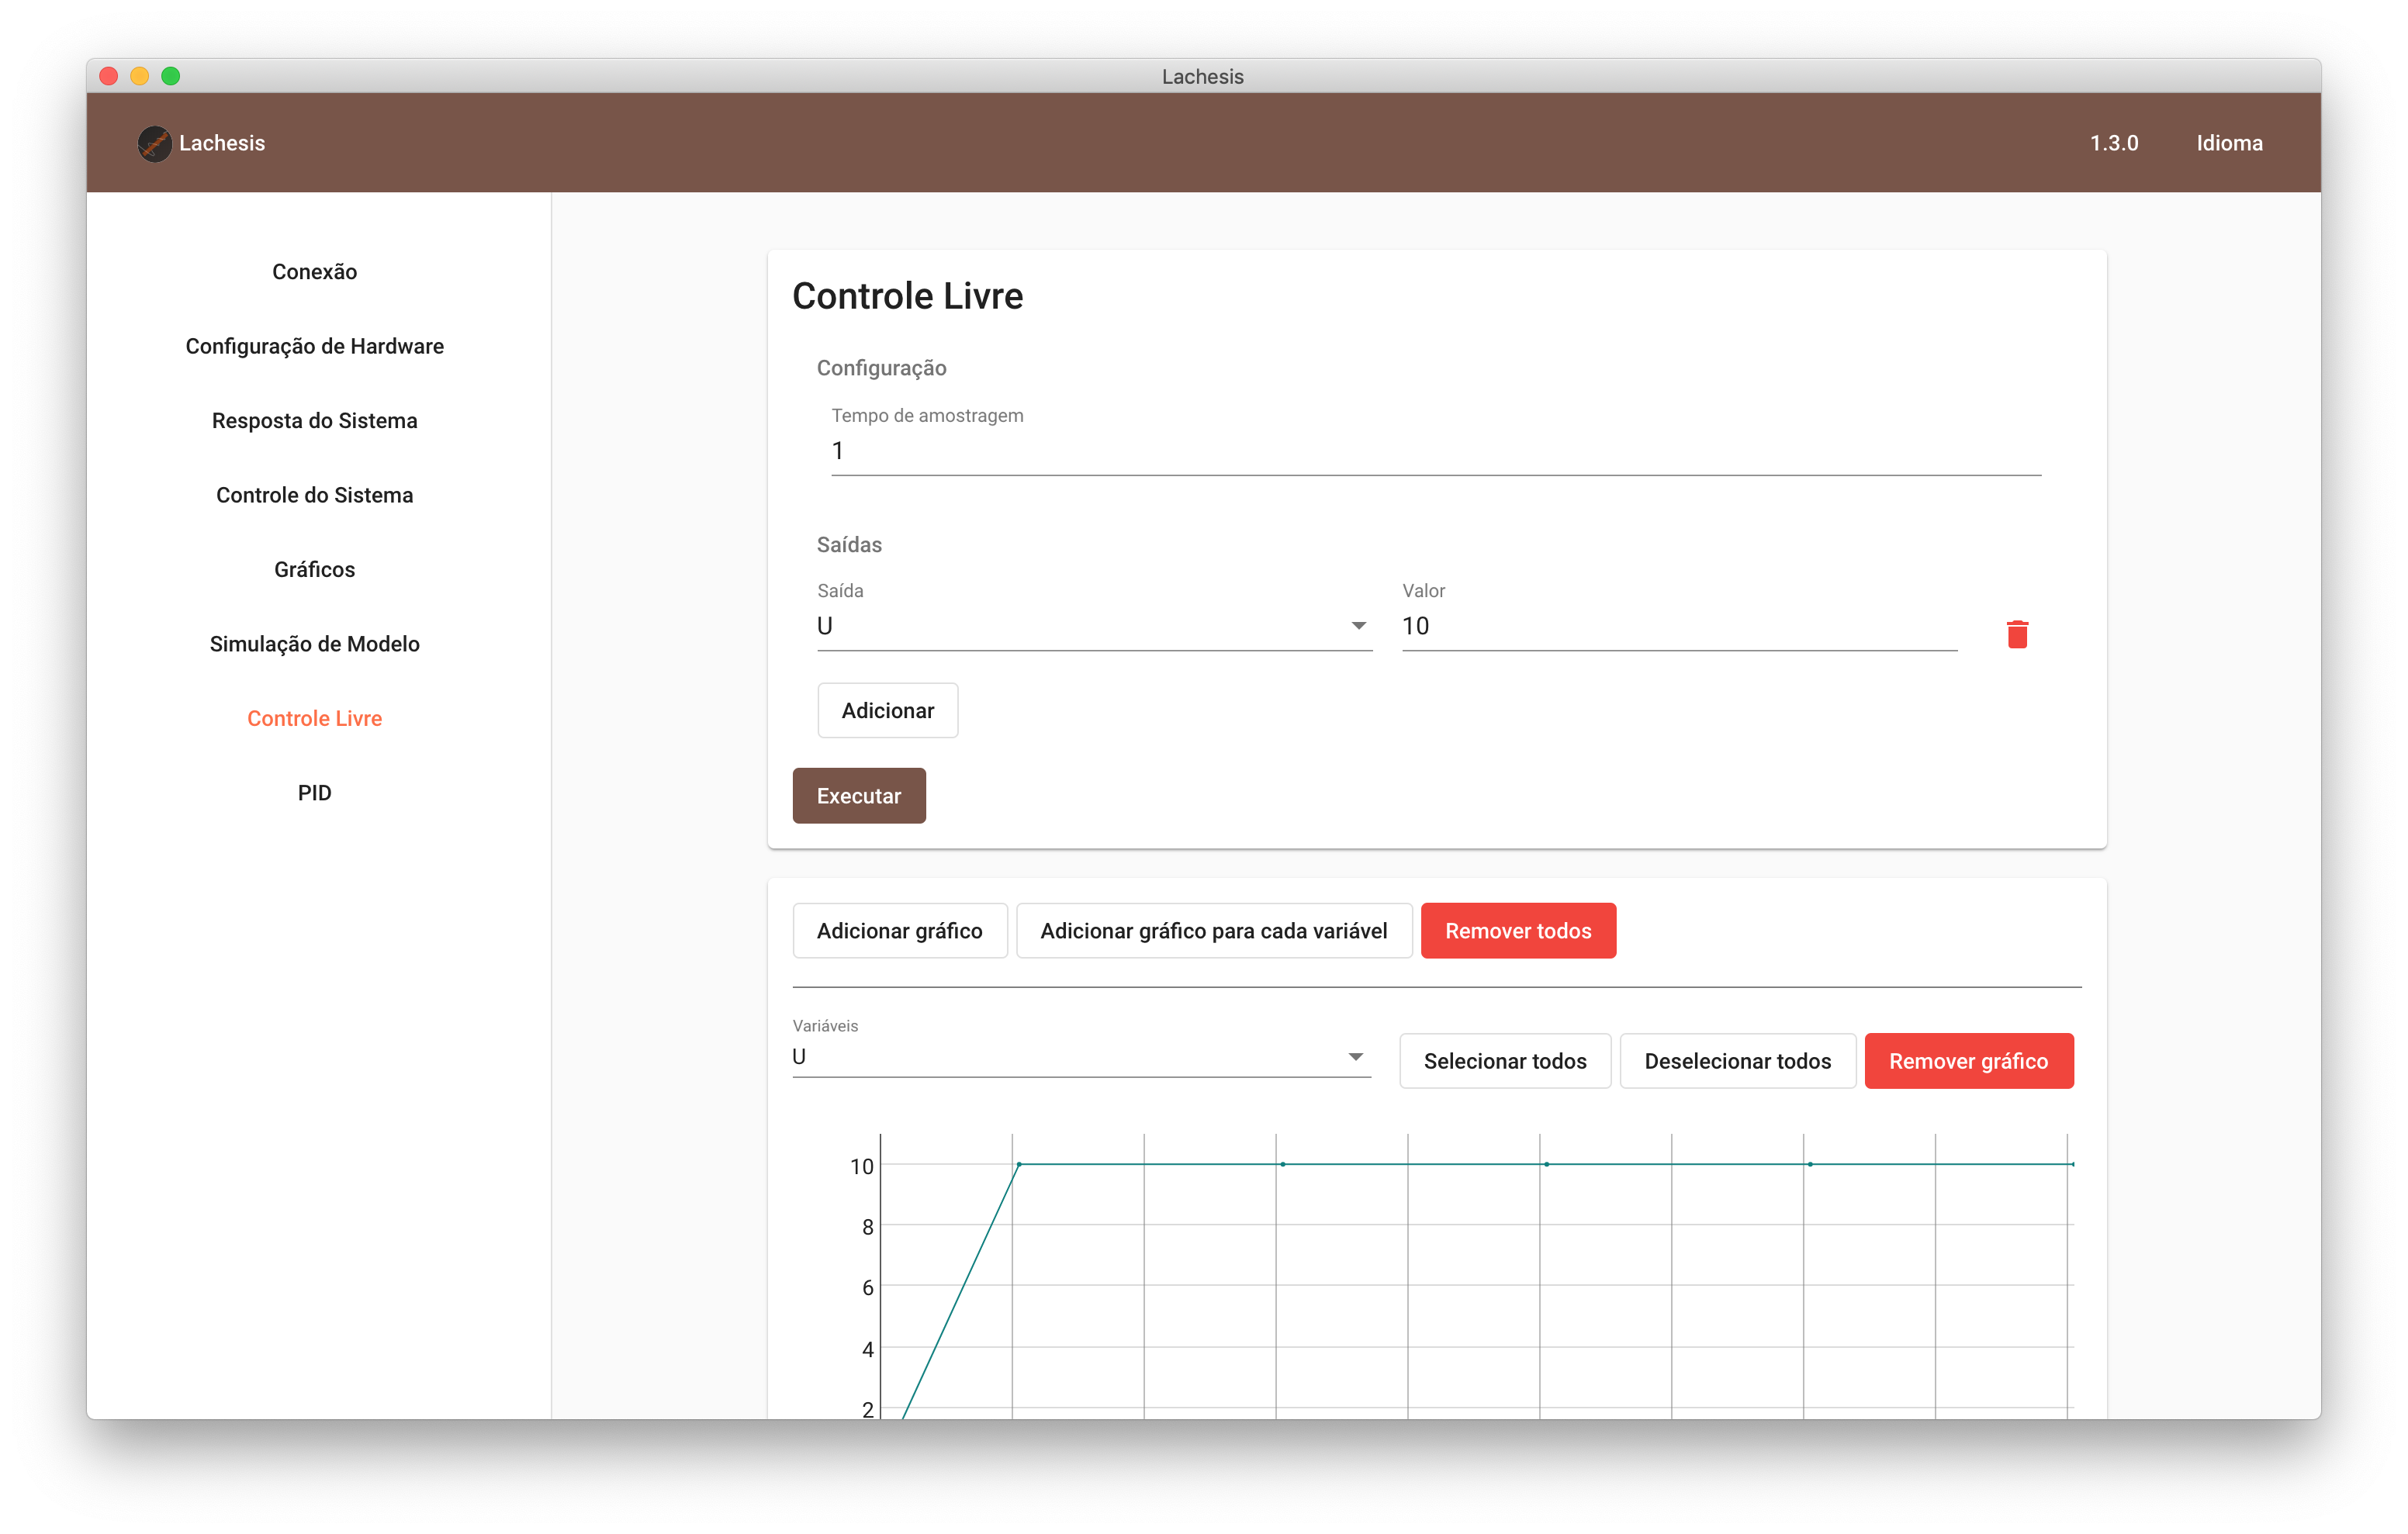 Lachesis
Lachesis
1.3.0 Idioma
Conexão
Configuração de Hardware
Resposta do Sistema
Controle do Sistema
Gráficos
Simulação de Modelo
Controle Livre
PID
Controle Livre
Configuração
Tempo de amostragem
1
Saídas
Saída Valor
U 10
Adicionar
Executar
Adicionar gráfico Adicionar gráfico para cada variável Remover todos
Variáveis
U
Selecionar todos Deselecionar todos Remover gráfico
10
8
6
4
2